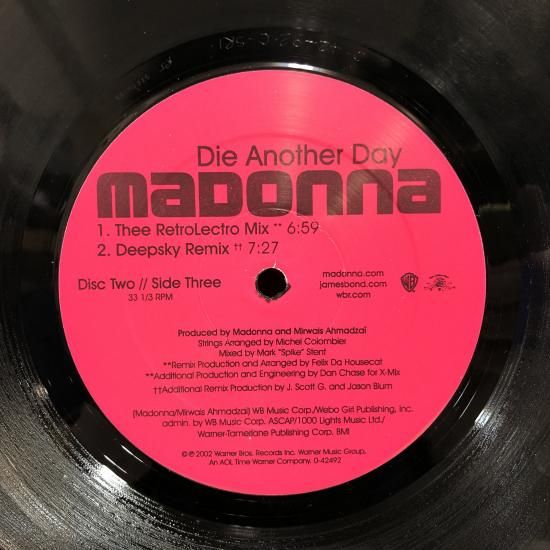 Die Another Day
madonna
1. Thee RetroLectro Mix ** 6:59
2. Deepsky Remix †† 7:27
Disc Two // Side Three
33 1/3 RPM
madonna.com
jamesbond.com
wbr.com
WB
Produced by Madonna and Mirwais Ahmadzaï
Strings Arranged by Michel Colombier
Mixed by Mark "Spike" Stent
**Remix Production and Arranged by Felix Da Housecat
**Additional Production and Engineering by Dan Chase for X-Mix
††Additional Remix Production by J. Scott G. and Jason Blum
(Madonna/Mirwais Ahmadzai) WB Music Corp./Webo Girl Publishing, Inc.
admin. by WB Music Corp. ASCAP/1000 Lights Music Ltd./
Warner-Tamerlane Publishing Corp. BMI
©℗ 2002 Warner Bros. Records Inc. Warner Music Group,
An AOL Time Warner Company. 0-42492